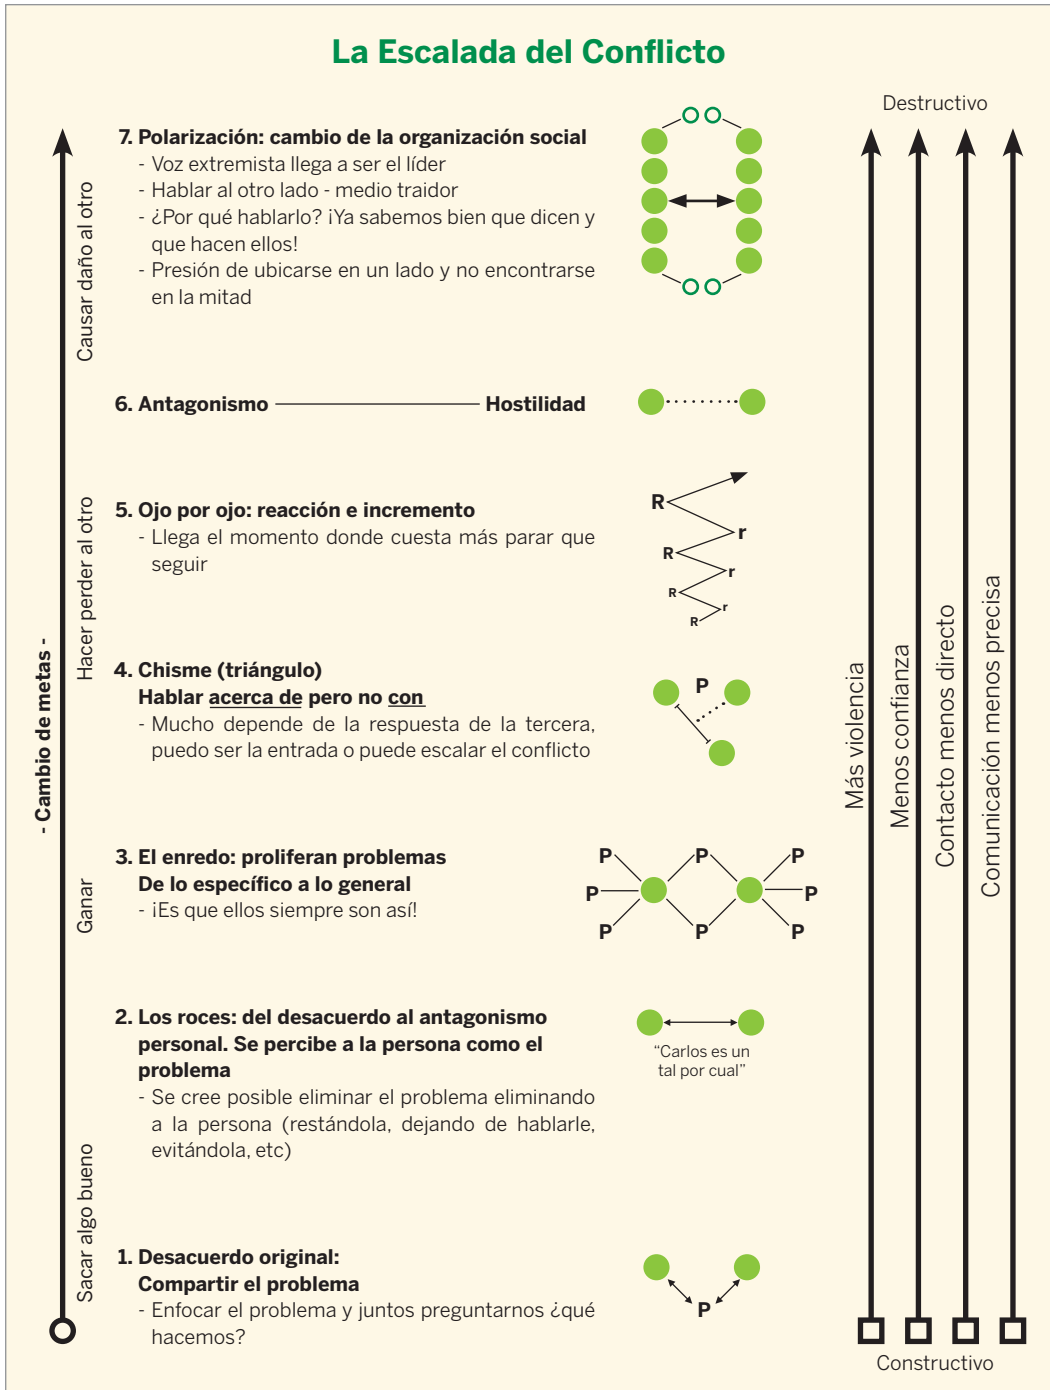 La Escalada del Conflicto
Destructivo
7. Polarización: cambio de la organización social
- Voz extremista llega a ser el líder
- Hablar al otro lado - medio traidor
- ¿Por qué hablarlo? ¡Ya sabemos bien que dicen y
que hacen ellos!
- Presión de ubicarse en un lado y no encontrarse
en la mitad
Causar daño al otro
6. Antagonismo Hostilidad
5. Ojo por ojo: reacción e incremento
- Llega el momento donde cuesta más parar que
seguir
R
r
R
r
R
r
R
Hacer perder al otro
- Cambio de metas -
4. Chisme (triángulo)
Hablar acerca de pero no con
- Mucho depende de la respuesta de la tercera,
puedo ser la entrada o puede escalar el conflicto
P
Más violencia
Menos confianza
Contacto menos directo
Comunicación menos precisa
3. El enredo: proliferan problemas
De lo específico a lo general
- ¡Es que ellos siempre son así!
P P P
P P
P P P
Ganar
2. Los roces: del desacuerdo al antagonismo
personal. Se percibe a la persona como el
problema
- Se cree posible eliminar el problema eliminando
a la persona (restándola, dejando de hablarle,
evitándola, etc)
"Carlos es un
tal por cual"
Sacar algo bueno
1. Desacuerdo original:
Compartir el problema
- Enfocar el problema y juntos preguntarnos ¿qué
hacemos?
P
Constructivo